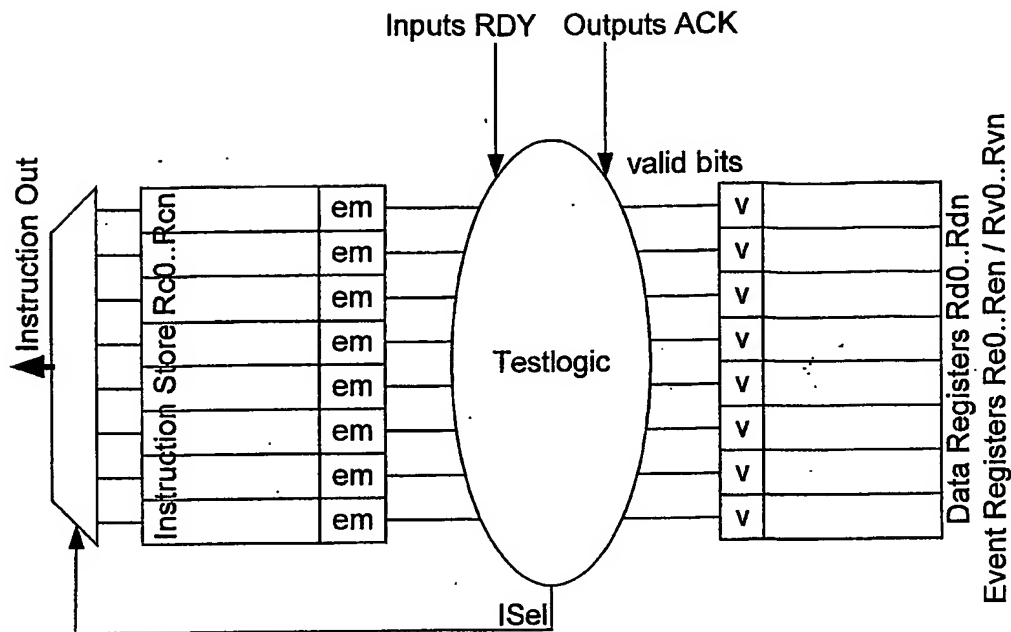 Inputs RDY
Outputs ACK
valid bits
Instruction Out
Instruction Store Rc0..Rcn
em
em
em
em
em
em
em
em
Testlogic
v
v
v
v
v
v
v
v
Data Registers Rd0..Rdn
Event Registers Re0..Ren / Rv0..Rvn
ISel